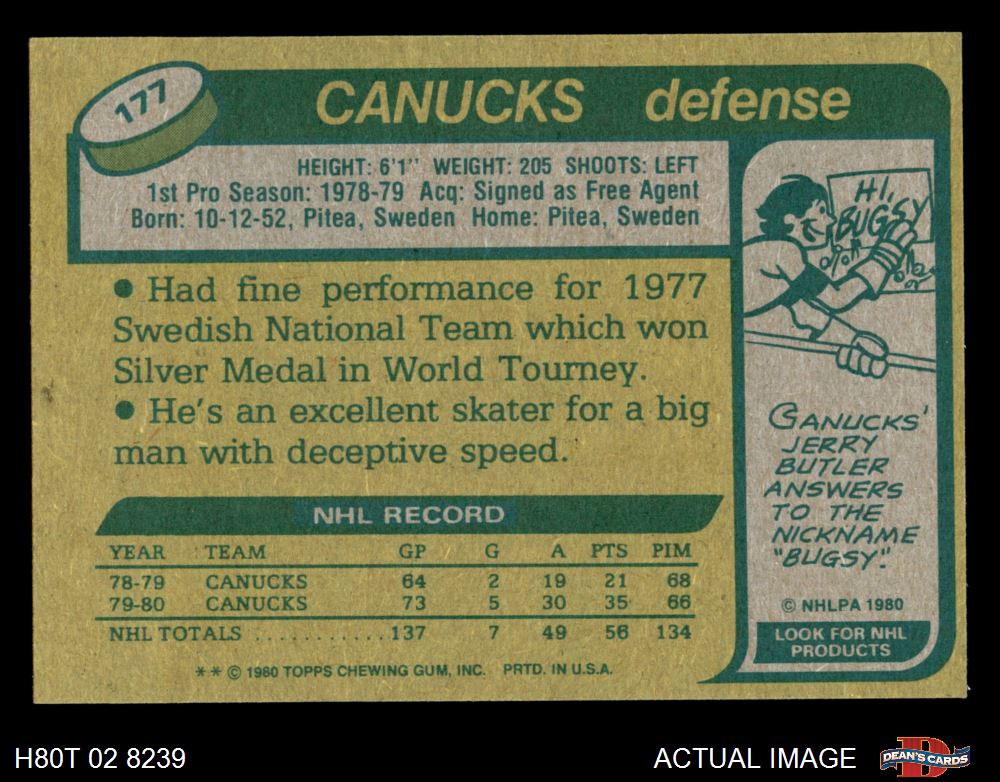 177
CANUCKS defense
HEIGHT: 6'1'' WEIGHT: 205 SHOOTS: LEFT
1st Pro Season: 1978-79 Acq: Signed as Free Agent
Born: 10-12-52, Pitea, Sweden Home: Pitea, Sweden
• Had fine performance for 1977
Swedish National Team which won
Silver Medal in World Tourney.
• He's an excellent skater for a big
man with deceptive speed.
NHL RECORD
YEAR TEAM GP G A PTS PIM
78-79 CANUCKS 64 2 19 21 68
79-80 CANUCKS 73 5 30 35 66
NHL TOTALS ............137 7 49 56 134
** © 1980 TOPPS CHEWING GUM, INC. PRTD. IN U.S.A.
HI,
BUGSY
CANUCKS'
JERRY
BUTLER
ANSWERS
TO THE
NICKNAME
"BUGSY".
© NHLPA 1980
LOOK FOR NHL
PRODUCTS
H80T 02 8239
ACTUAL IMAGE
D
DEAN'S CARDS